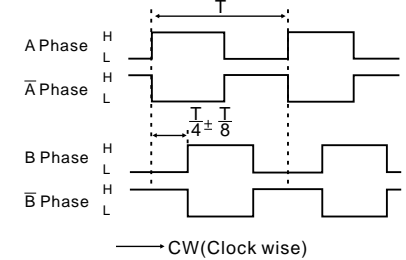 T
A Phase H
L
A̅ Phase H
L
T/4 ± T/8
B Phase H
L
B̅ Phase H
L
CW(Clock wise)